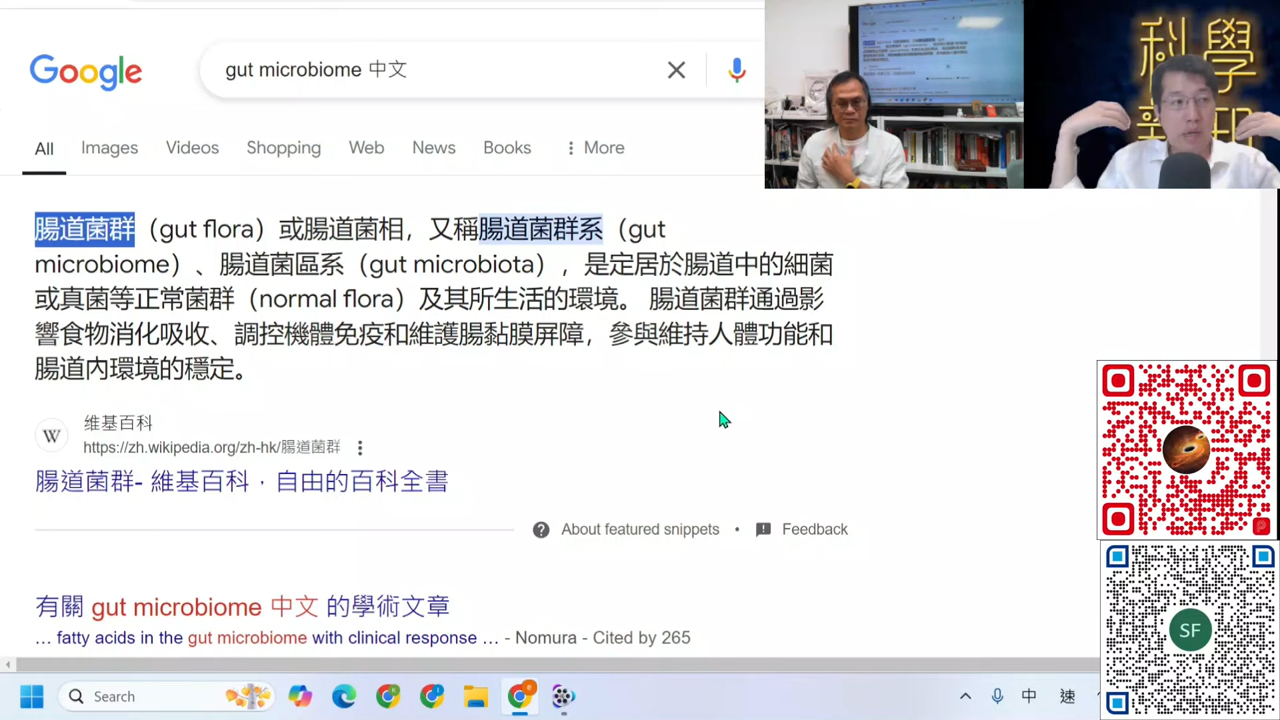 Google
gut microbiome 中文
All
Images
Videos
Shopping
Web
News
Books
More
腸道菌群（gut flora）或腸道菌相，又稱腸道菌群系（gut
microbiome）、腸道菌區系（gut microbiota），是定居於腸道中的細菌
或真菌等正常菌群（normal flora）及其所生活的環境。 腸道菌群通過影
響食物消化吸收、調控機體免疫和維護腸黏膜屏障，參與維持人體功能和
腸道內環境的穩定。
W
维基百科
https://zh.wikipedia.org/zh-hk/腸道菌群
腸道菌群- 維基百科，自由的百科全書
About featured snippets
•
Feedback
有關 gut microbiome 中文 的學術文章
... fatty acids in the gut microbiome with clinical response ... - Nomura - Cited by 265
科學
SF
Search
中
速